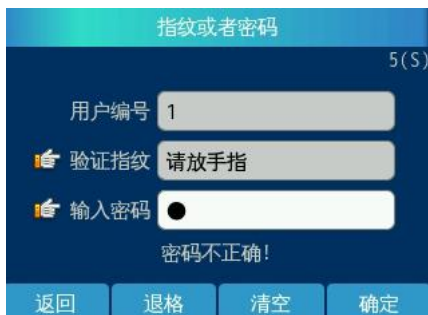 指纹或者密码
5(S)
用户编号 1
验证指纹 请放手指
输入密码 ●
密码不正确!
返回 退格 清空 确定